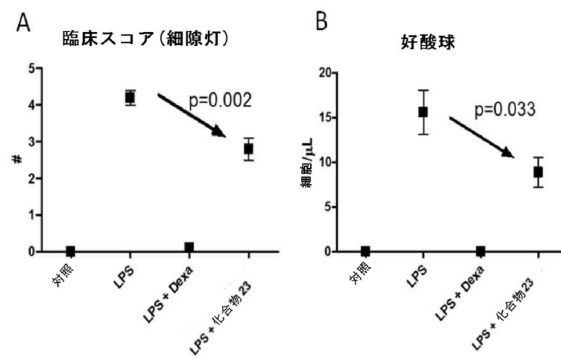 A
臨床スコア（細隙灯）
5
4
3
2
1
0
#
p=0.002
対照
LPS
LPS + Dexa
LPS + 化合物 23
B
好酸球
20
15
10
5
0
細胞/μL
p=0.033
対照
LPS
LPS + Dexa
LPS + 化合物 23